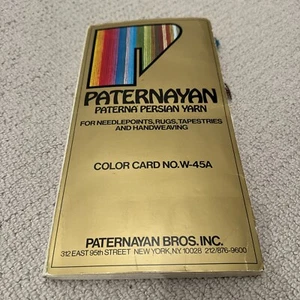 PATERNAYAN
PATERNA PERSIAN YARN
FOR NEEDLEPOINTS, RUGS, TAPESTRIES
AND HANDWEAVING
COLOR CARD NO. W-45A
PATERNAYAN BROS. INC.
312 EAST 95th STREET NEW YORK, N.Y. 10028 212/876-9600